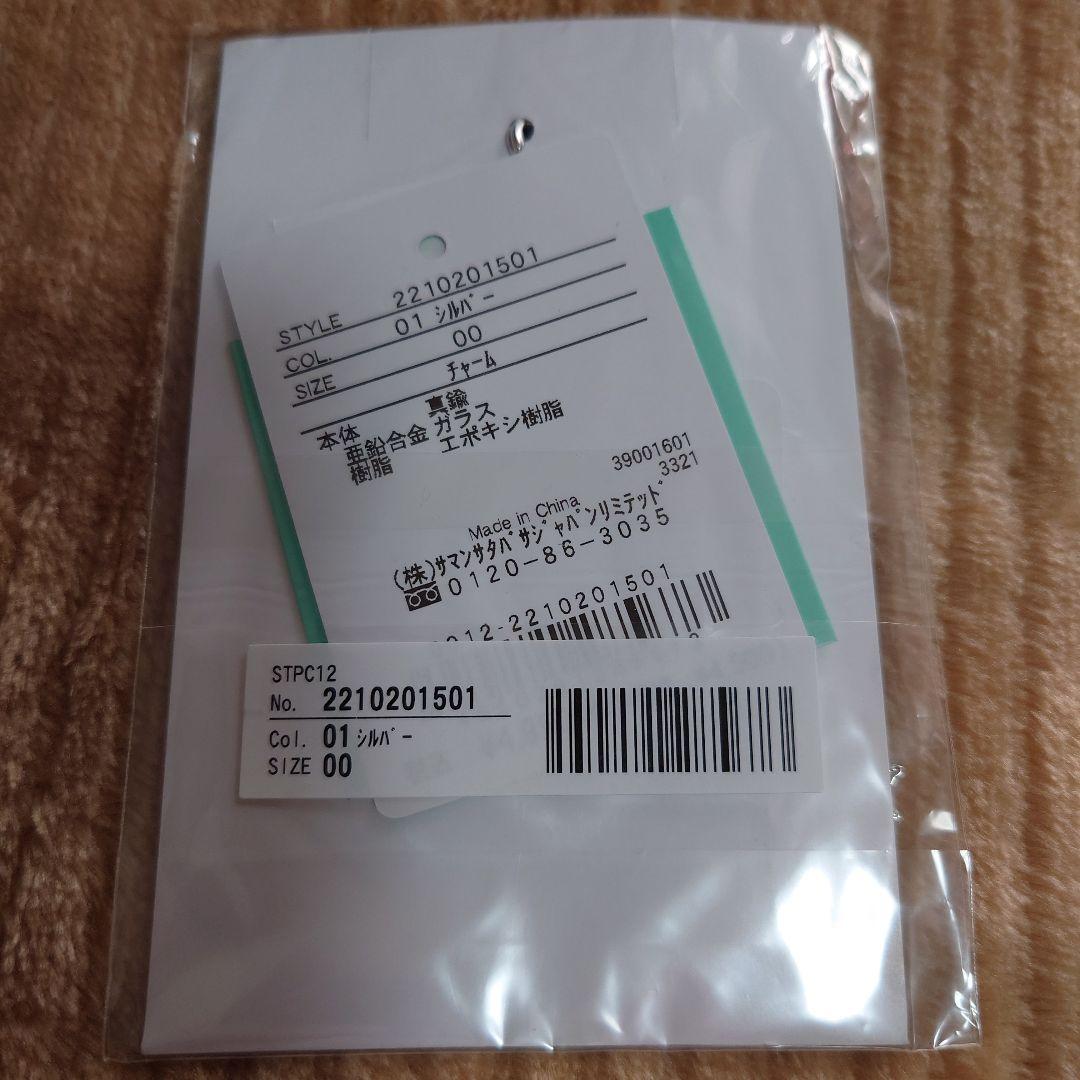 STYLE 2210201501
COL. 01 シルバー
SIZE 00
チャーム
本体 真鍮
亜鉛合金 ガラス
樹脂 エポキシ樹脂
39001601
3321
Made in China
(株)サマンサタバサジャパンリミテッド
0120-86-3035
012-2210201501
STPC12
No. 2210201501
Col. 01 シルバー
SIZE 00